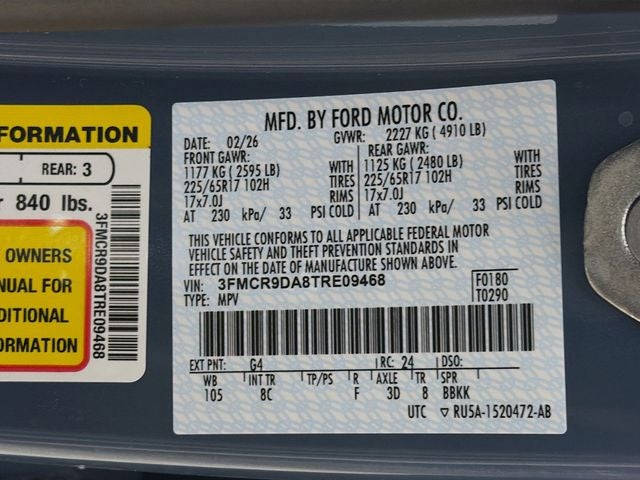 FORMATION
REAR: 3
840 lbs.
OWNERS
NUAL FOR
DITIONAL
ORMATION
3FMCR9DA8TRE09468
MFD. BY FORD MOTOR CO.
DATE: 02/26 GVWR: 2227 KG ( 4910 LB)
FRONT GAWR: REAR GAWR:
1177 KG ( 2595 LB) WITH 1125 KG ( 2480 LB) WITH
225/65R17 102H TIRES 225/65R17 102H TIRES
17x7.0J RIMS 17x7.0J RIMS
AT 230 kPa/ 33 PSI COLD AT 230 kPa/ 33 PSI COLD
THIS VEHICLE CONFORMS TO ALL APPLICABLE FEDERAL MOTOR
VEHICLE SAFETY AND THEFT PREVENTION STANDARDS IN
EFFECT ON THE DATE OF MANUFACTURE SHOWN ABOVE.
VIN: 3FMCR9DA8TRE09468 F0180
TYPE: MPV T0290
EXT PNT: G4 RC: 24 DSO:
WB INT TR TP/PS R AXLE TR SPR
105 8C F 3D 8 BBKK
UTC ▽ RU5A-1520472-AB